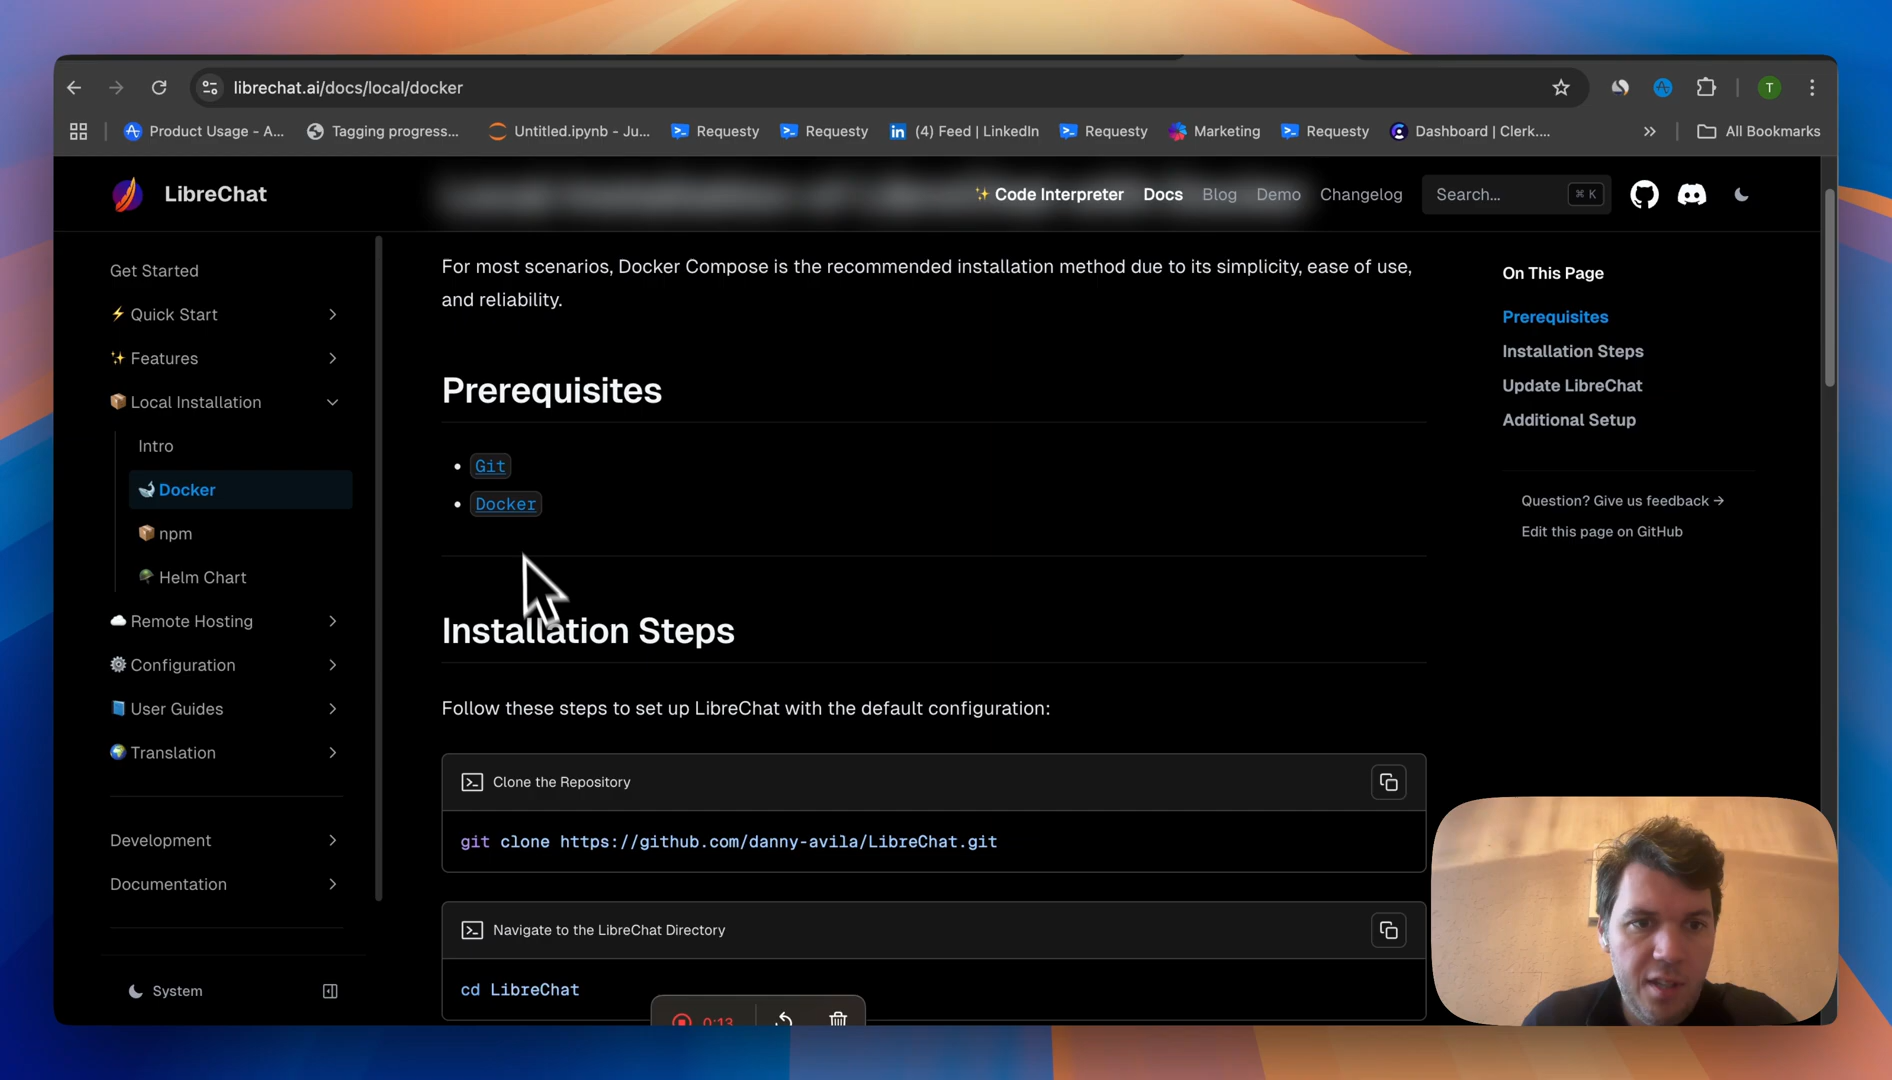 librechat.ai/docs/local/docker
T
Product Usage - A...
Tagging progress...
Untitled.ipynb - Ju...
Requesty
Requesty
(4) Feed | LinkedIn
Requesty
Marketing
Requesty
Dashboard | Clerk....
»
All Bookmarks
LibreChat
✨ Code Interpreter
Docs
Blog
Demo
Changelog
Search...
⌘ K
Get Started
⚡ Quick Start
✨ Features
📦 Local Installation
Intro
🐋 Docker
📦 npm
🪖 Helm Chart
☁️ Remote Hosting
⚙️ Configuration
📘 User Guides
🌍 Translation
Development
Documentation
System
For most scenarios, Docker Compose is the recommended installation method due to its simplicity, ease of use,
and reliability.
Prerequisites
• Git
• Docker
Installation Steps
Follow these steps to set up LibreChat with the default configuration:
Clone the Repository
git clone https://github.com/danny-avila/LibreChat.git
Navigate to the LibreChat Directory
cd LibreChat
0:13
On This Page
Prerequisites
Installation Steps
Update LibreChat
Additional Setup
Question? Give us feedback →
Edit this page on GitHub